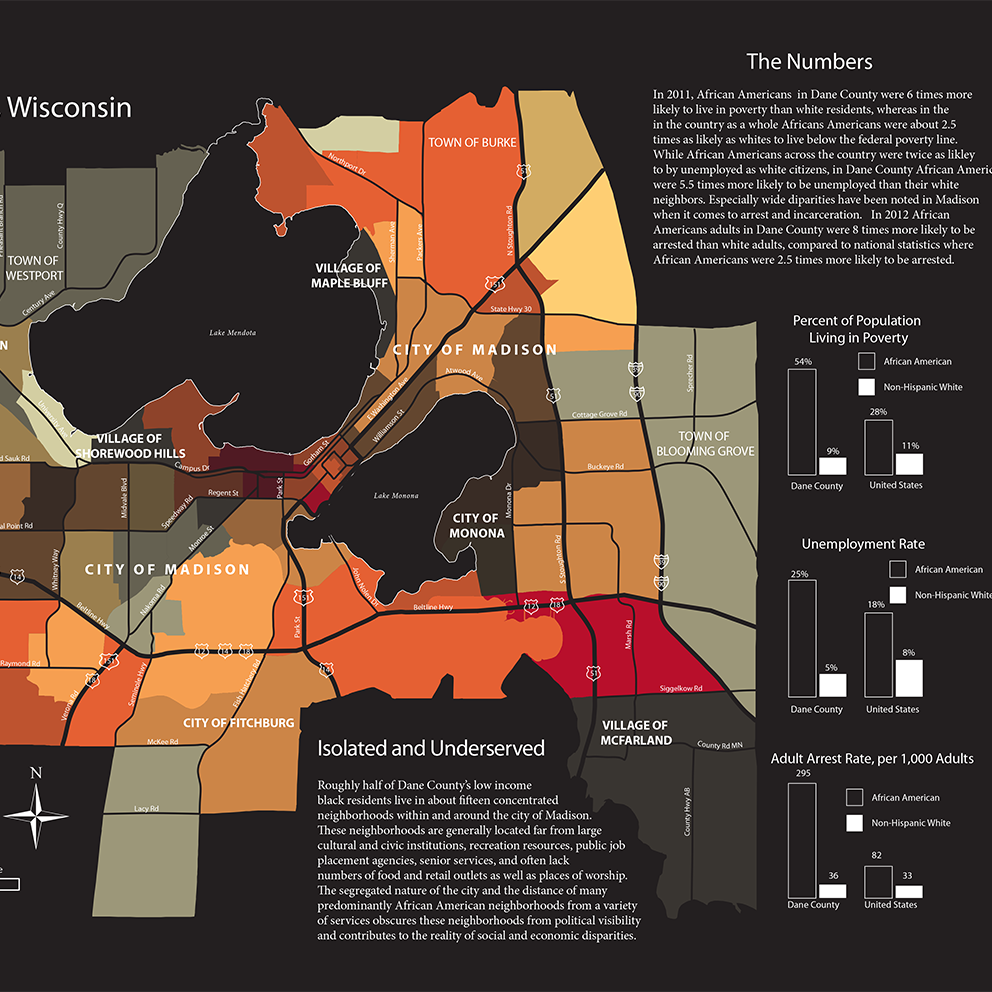 Wisconsin
The Numbers
In 2011, African Americans in Dane County were 6 times more
likely to live in poverty than white residents, whereas in the
in the country as a whole Africans Americans were about 2.5
times as likely as whites to live below the federal poverty line.
While African Americans across the country were twice as likley
to by unemployed as white citizens, in Dane County African Americ
were 5.5 times more likely to be unemployed than their white
neighbors. Especially wide diparities have been noted in Madison
when it comes to arrest and incarceration. In 2012 African
Americans adults in Dane County were 8 times more likely to be
arrested than white adults, compared to national statistics where
African Americans were 2.5 times more likely to be arrested.
TOWN OF BURKE
Northport Dr
51
County Hwy Q
Sherman Ave
Packers Ave
N Stoughton Rd
TOWN OF
WESTPORT
VILLAGE OF
MAPLE BLUFF
Century Ave
151
State Hwy 30
Lake Mendota
N
CITY OF MADISON
Atwood Ave
E Washington Ave
Williamson St
Sprecher Rd
51
Cottage Grove Rd
University Ave
VILLAGE OF
SHOREWOOD HILLS
TOWN OF
BLOOMING GROVE
d Sauk Rd
Campus Dr
Gorham St
Buckeye Rd
Midvale Blvd
Regent St
Park St
Lake Monona
Monona Dr
Speedway Rd
al Point Rd
Monroe St
CITY OF
MONONA
Whitney Way
CITY OF MADISON
14
S Stoughton Rd
Nakoma Rd
John Nolen Dr
Beltline Hwy
151
Park St
Beltline Hwy
12
18
Marsh Rd
Raymond Rd
12
14
18
151
18
14
51
Seminole Hwy
Fish Hatchery Rd
Verona Rd
Siggelkow Rd
CITY OF FITCHBURG
VILLAGE OF
MCFARLAND
McKee Rd
County Rd MN
Lacy Rd
County Hwy AB
N
Isolated and Underserved
Roughly half of Dane County's low income
black residents live in about fifteen concentrated
neighborhoods within and around the city of Madison.
These neighborhoods are generally located far from large
cultural and civic institutions, recreation resources, public job
placement agencies, senior services, and often lack
numbers of food and retail outlets as well as places of worship.
The segregated nature of the city and the distance of many
predominantly African American neighborhoods from a variety
of services obscures these neighborhoods from political visibility
and contributes to the reality of social and economic disparities.
Percent of Population
Living in Poverty
54%
African American
Non-Hispanic White
28%
9%
11%
Dane County
United States
Unemployment Rate
25%
African American
Non-Hispanic White
18%
5%
8%
Dane County
United States
Adult Arrest Rate, per 1,000 Adults
295
African American
Non-Hispanic White
82
36
33
Dane County
United States